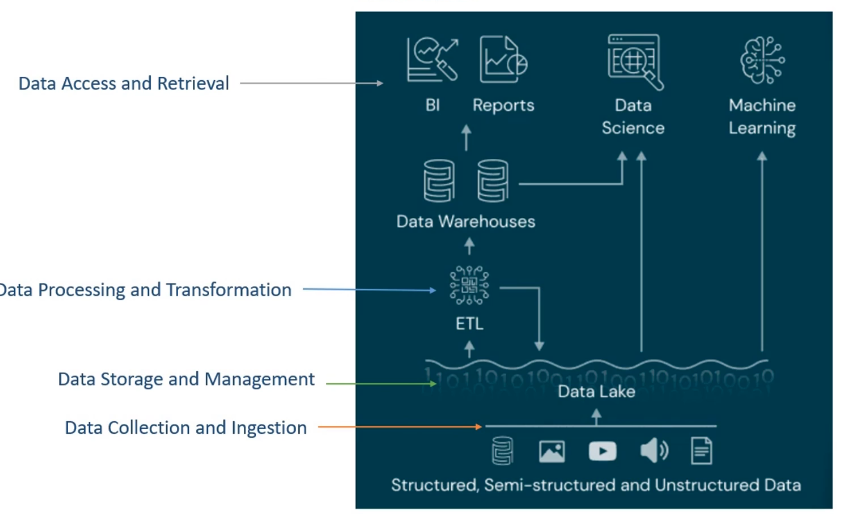 Data Access and Retrieval
BI
Reports
Data
Science
Machine
Learning
Data Warehouses
Data Processing and Transformation
ETL
Data Storage and Management
Data Lake
Data Collection and Ingestion
Structured, Semi-structured and Unstructured Data